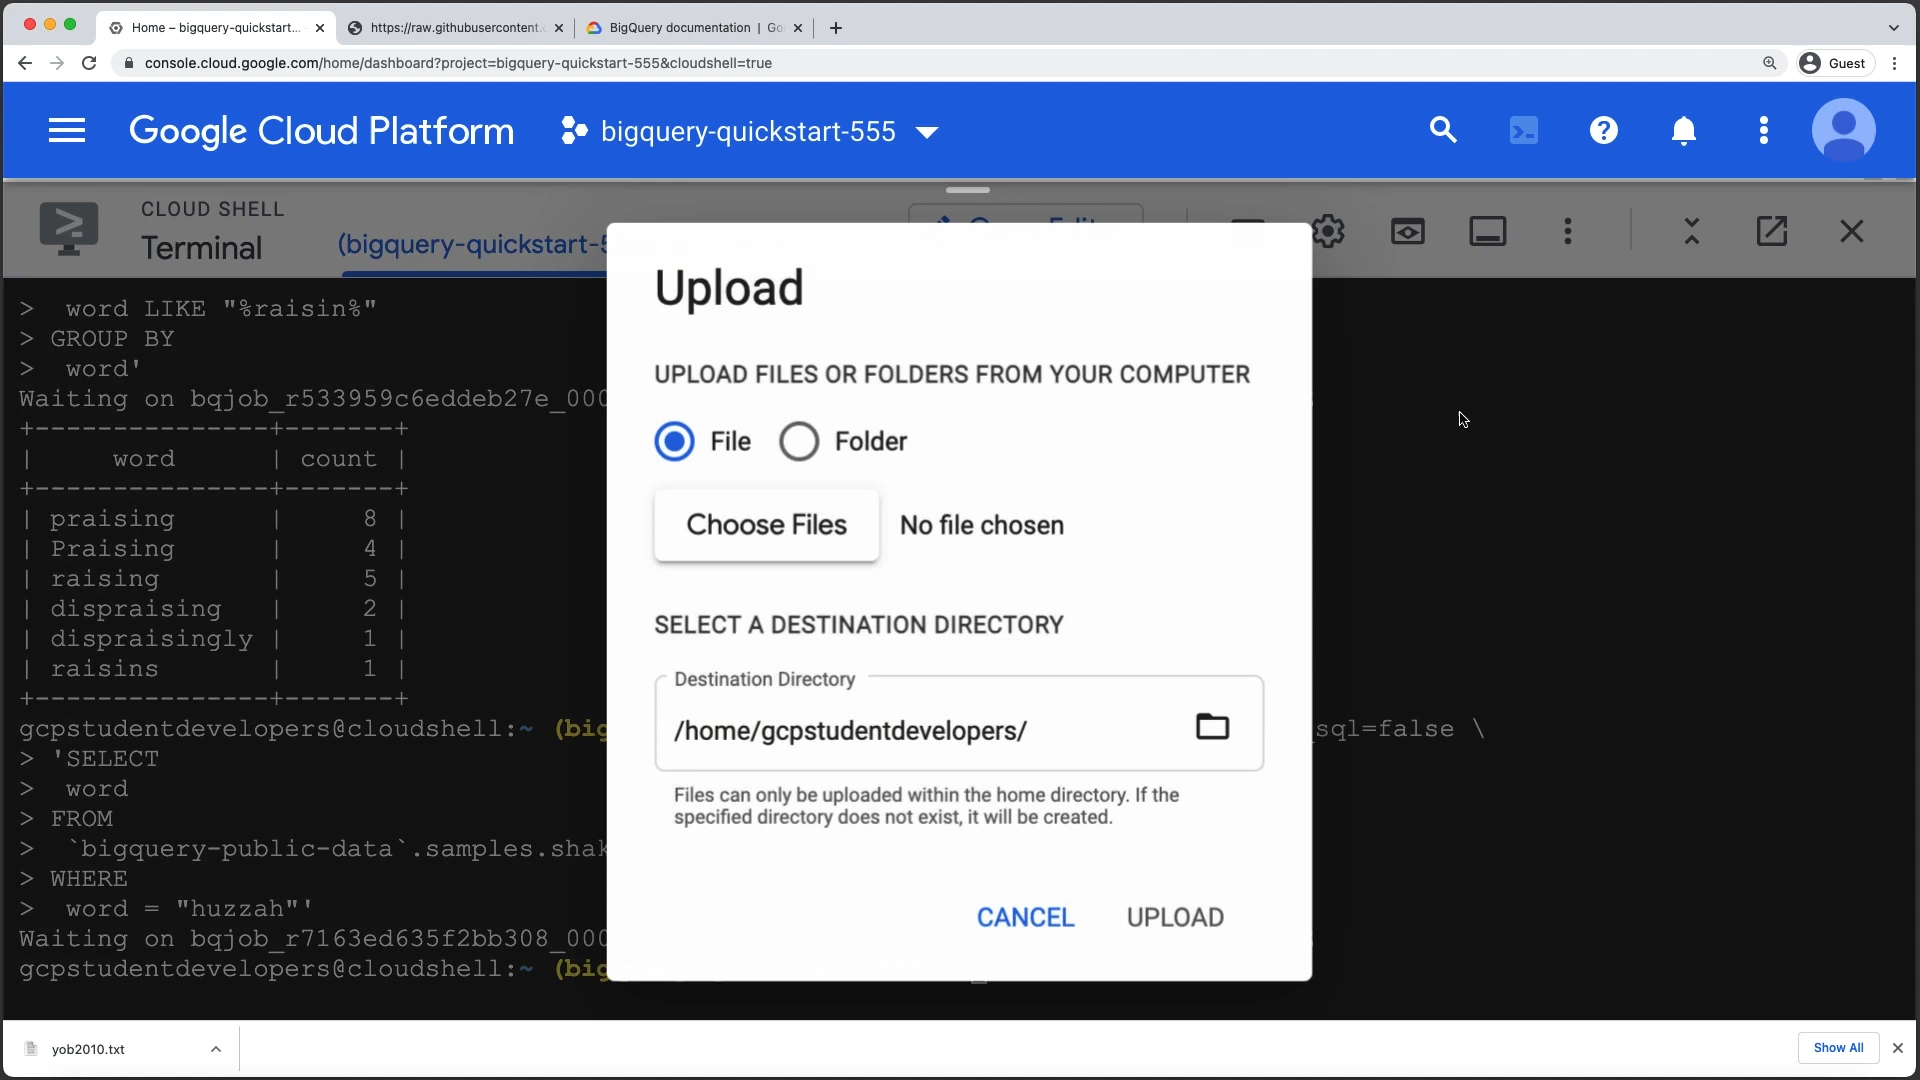 Home – bigquery-quickstart...
https://raw.githubusercontent.
BigQuery documentation | Go
console.cloud.google.com/home/dashboard?project=bigquery-quickstart-555&cloudshell=true
Guest
Google Cloud Platform
bigquery-quickstart-555
CLOUD SHELL
Terminal
(bigquery-quickstart-5
Upload
UPLOAD FILES OR FOLDERS FROM YOUR COMPUTER
File
Folder
Choose Files
No file chosen
SELECT A DESTINATION DIRECTORY
Destination Directory
/home/gcpstudentdevelopers/
Files can only be uploaded within the home directory. If the
specified directory does not exist, it will be created.
CANCEL
UPLOAD
> word LIKE "%raisin%"
> GROUP BY
> word'
Waiting on bqjob_r533959c6eddeb27e_000
+---------------+-------+
| word | count |
+---------------+-------+
| praising | 8 |
| Praising | 4 |
| raising | 5 |
| dispraising | 2 |
| dispraisingly | 1 |
| raisins | 1 |
+---------------+-------+
gcpstudentdevelopers@cloudshell:~ (big sql=false \
> 'SELECT
> word
> FROM
> `bigquery-public-data`.samples.shak
> WHERE
> word = "huzzah"'
Waiting on bqjob_r7163ed635f2bb308_000
gcpstudentdevelopers@cloudshell:~ (big
yob2010.txt
Show All